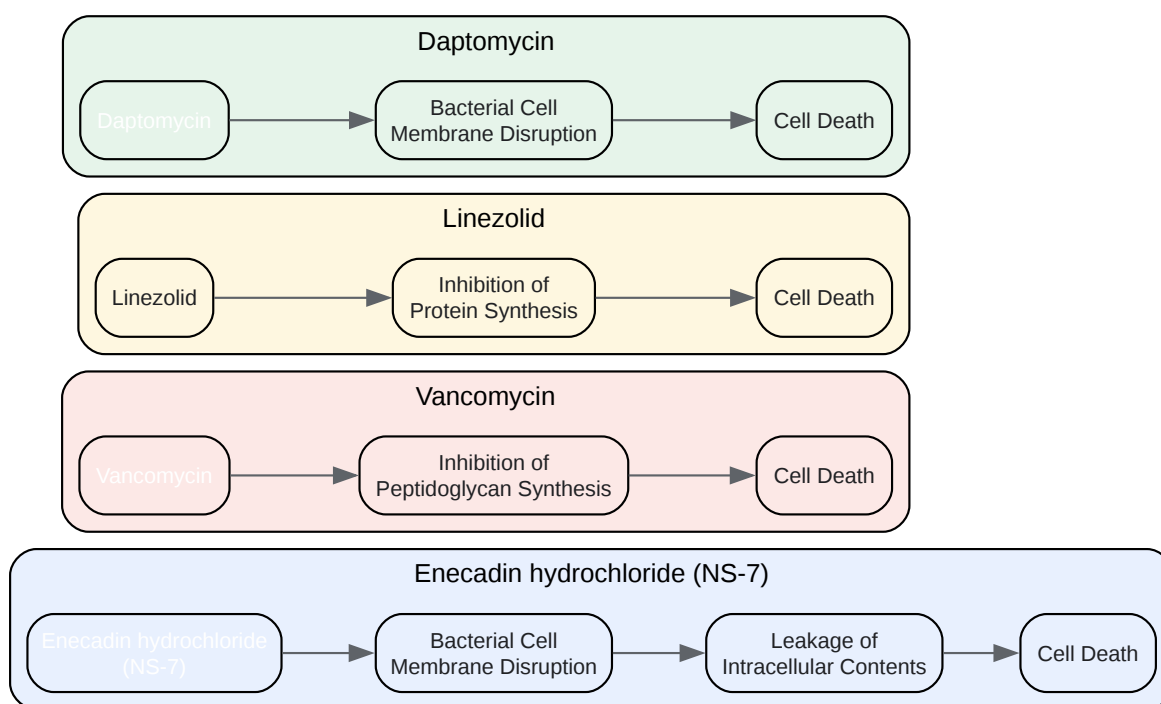 Daptomycin
Daptomycin
Bacterial Cell
Membrane Disruption
Cell Death
Linezolid
Linezolid
Inhibition of
Protein Synthesis
Cell Death
Vancomycin
Vancomycin
Inhibition of
Peptidoglycan Synthesis
Cell Death
Enecadin hydrochloride (NS-7)
Enecadin hydrochloride
(NS-7)
Bacterial Cell
Membrane Disruption
Leakage of
Intracellular Contents
Cell Death